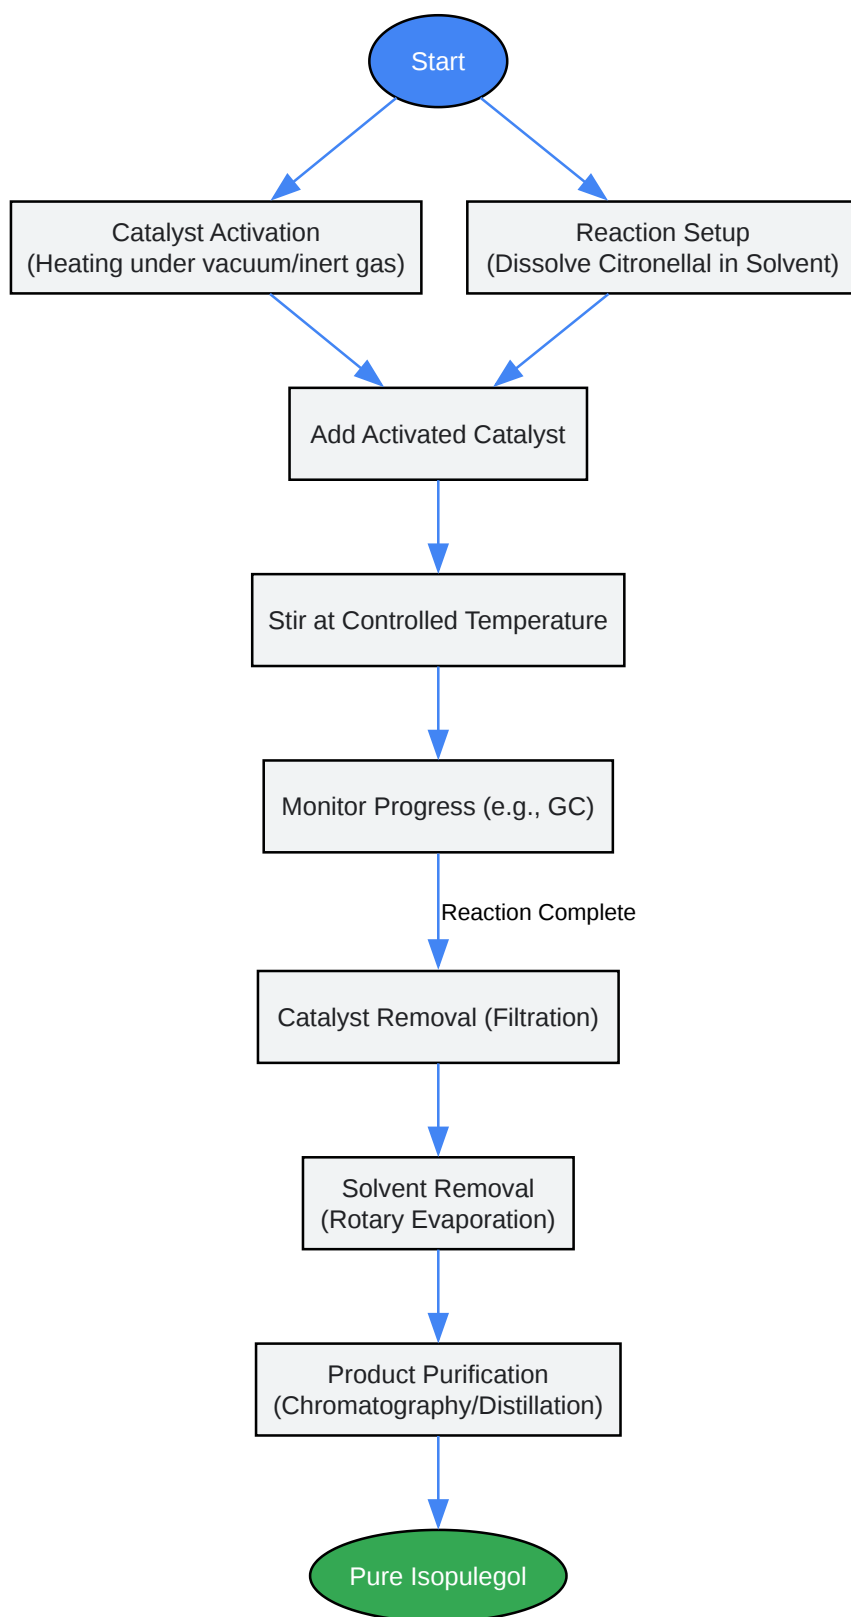 Start
Catalyst Activation
(Heating under vacuum/inert gas)
Reaction Setup
(Dissolve Citronellal in Solvent)
Add Activated Catalyst
Stir at Controlled Temperature
Monitor Progress (e.g., GC)
Reaction Complete
Catalyst Removal (Filtration)
Solvent Removal
(Rotary Evaporation)
Product Purification
(Chromatography/Distillation)
Pure Isopulegol